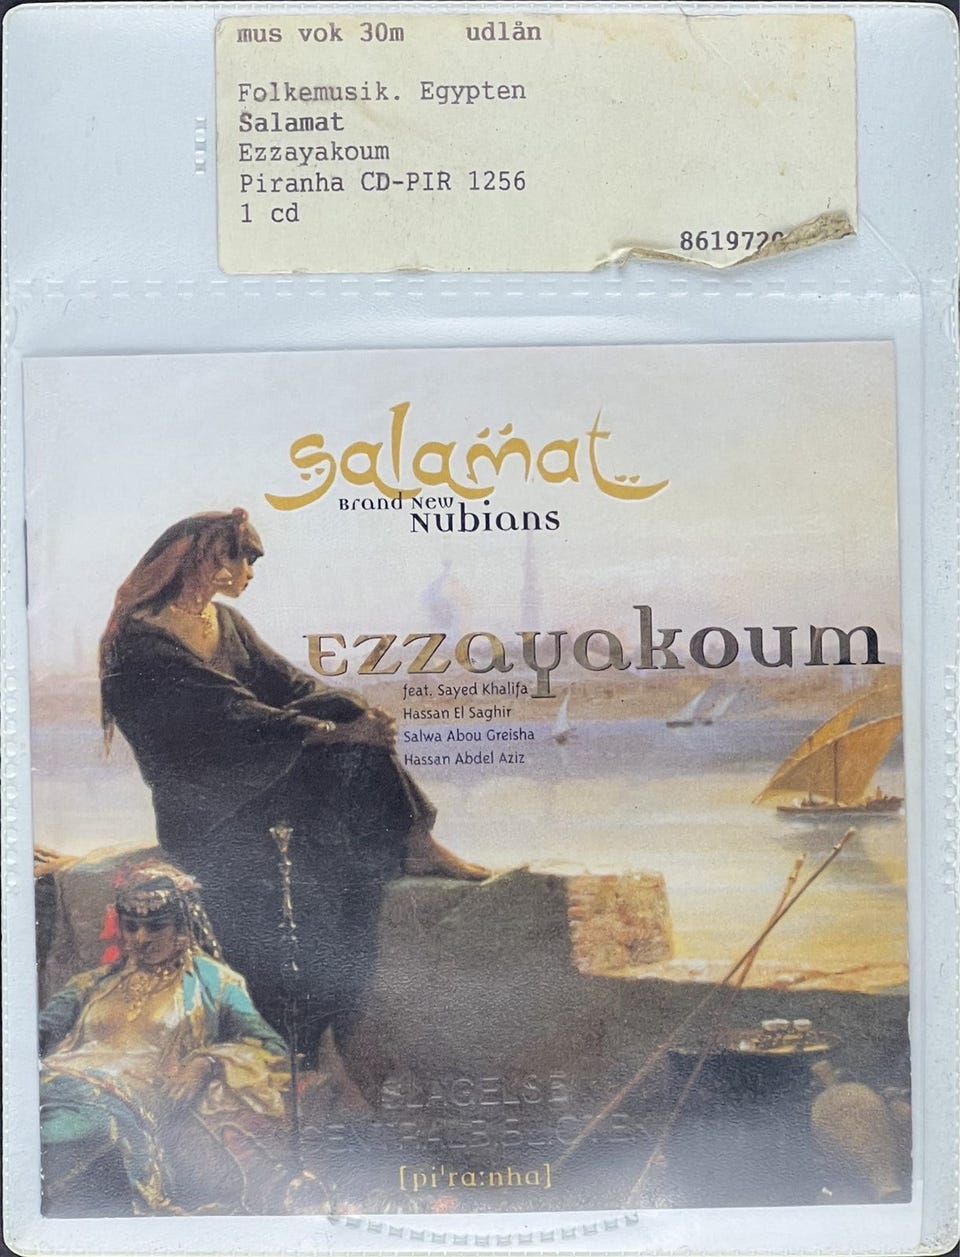 mus vok 30m udlån
Folkemusik. Egypten
Salamat
Ezzayakoum
Piranha CD-PIR 1256
1 cd
salamat
Brand New
Nubians
Ezzayakoum
feat. Sayed Khalifa
Hassan El Saghir
Salwa Abou Greisha
Hassan Abdel Aziz
SLAGELSE
[pi'ra:nha]